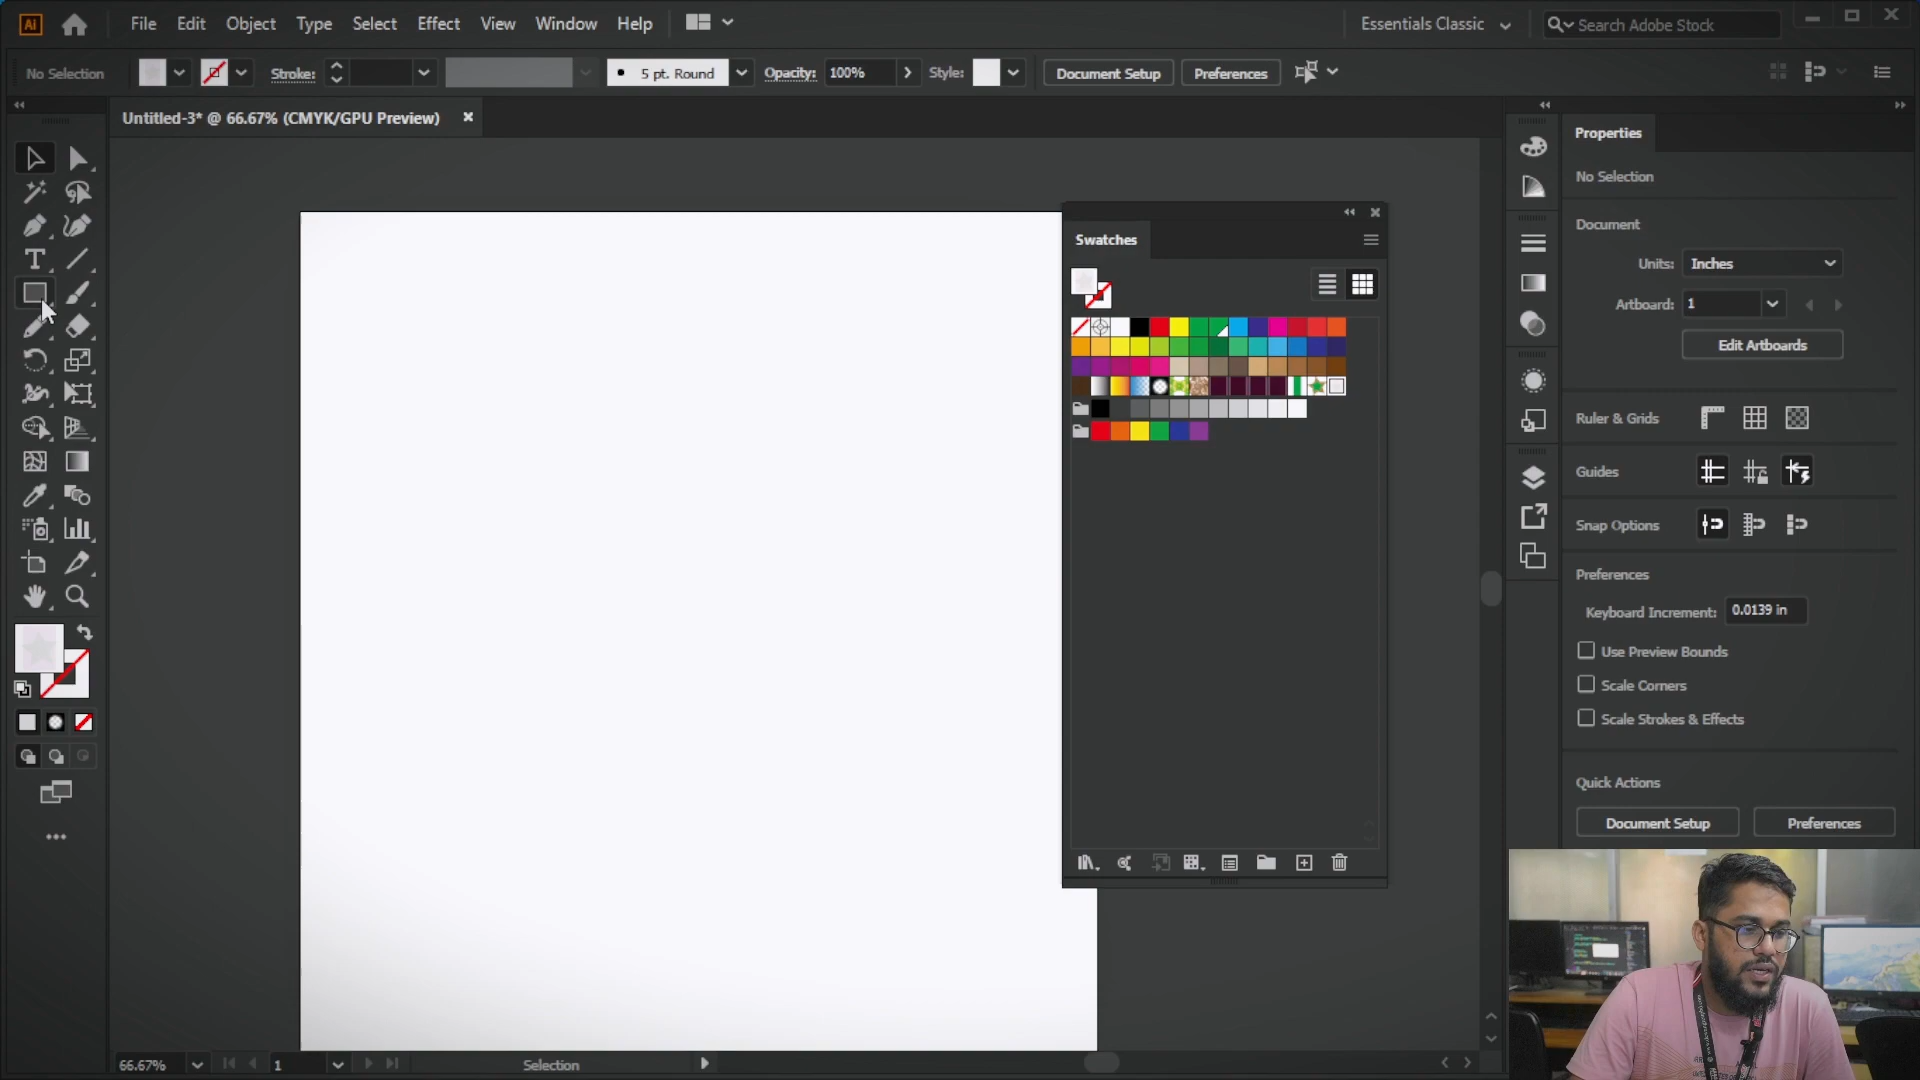 Ai File Edit Object Type Select Effect View Window Help Essentials Classic Search Adobe Stock
No Selection Stroke: 5 pt. Round Opacity: 100% Style: Document Setup Preferences
Untitled-3* @ 66.67% (CMYK/GPU Preview)
Properties
No Selection
Document
Units: Inches
Artboard: 1
Edit Artboards
Ruler & Grids
Guides
Snap Options
Preferences
Keyboard Increment: 0.0139 in
Use Preview Bounds
Scale Corners
Scale Strokes & Effects
Quick Actions
Document Setup Preferences
Swatches
66.67% 1 Selection